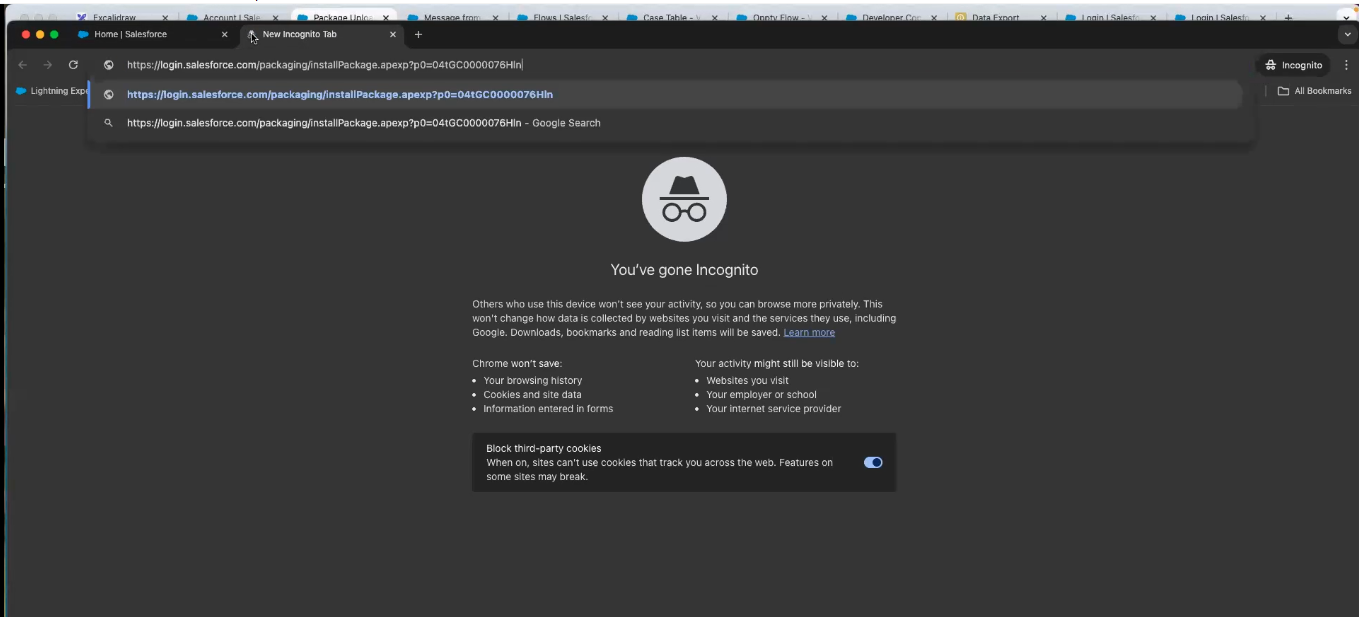 Excalidraw
Account | Sale
Package Uploa
Message from
Flows | Salesf
Case Table -
Oppty Flow -
Developer Con
Data Export
Login | Salesfo
Login | Salesfo
Home | Salesforce
New Incognito Tab
https://login.salesforce.com/packaging/installPackage.apexp?p0=04tGC0000076Hln
Incognito
Lightning Expe
https://login.salesforce.com/packaging/installPackage.apexp?p0=04tGC0000076Hln
All Bookmarks
https://login.salesforce.com/packaging/installPackage.apexp?p0=04tGC0000076Hln - Google Search
You've gone Incognito
Others who use this device won't see your activity, so you can browse more privately. This
won't change how data is collected by websites you visit and the services they use, including
Google. Downloads, bookmarks and reading list items will be saved. Learn more
Chrome won't save:
• Your browsing history
• Cookies and site data
• Information entered in forms
Your activity might still be visible to:
• Websites you visit
• Your employer or school
• Your internet service provider
Block third-party cookies
When on, sites can't use cookies that track you across the web. Features on
some sites may break.